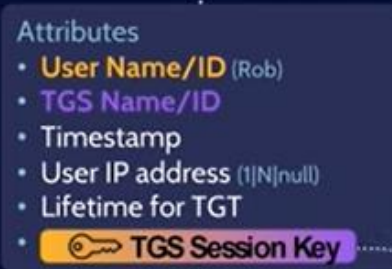 Attributes
• User Name/ID (Rob)
• TGS Name/ID
• Timestamp
• User IP address (1|N|null)
• Lifetime for TGT
• TGS Session Key